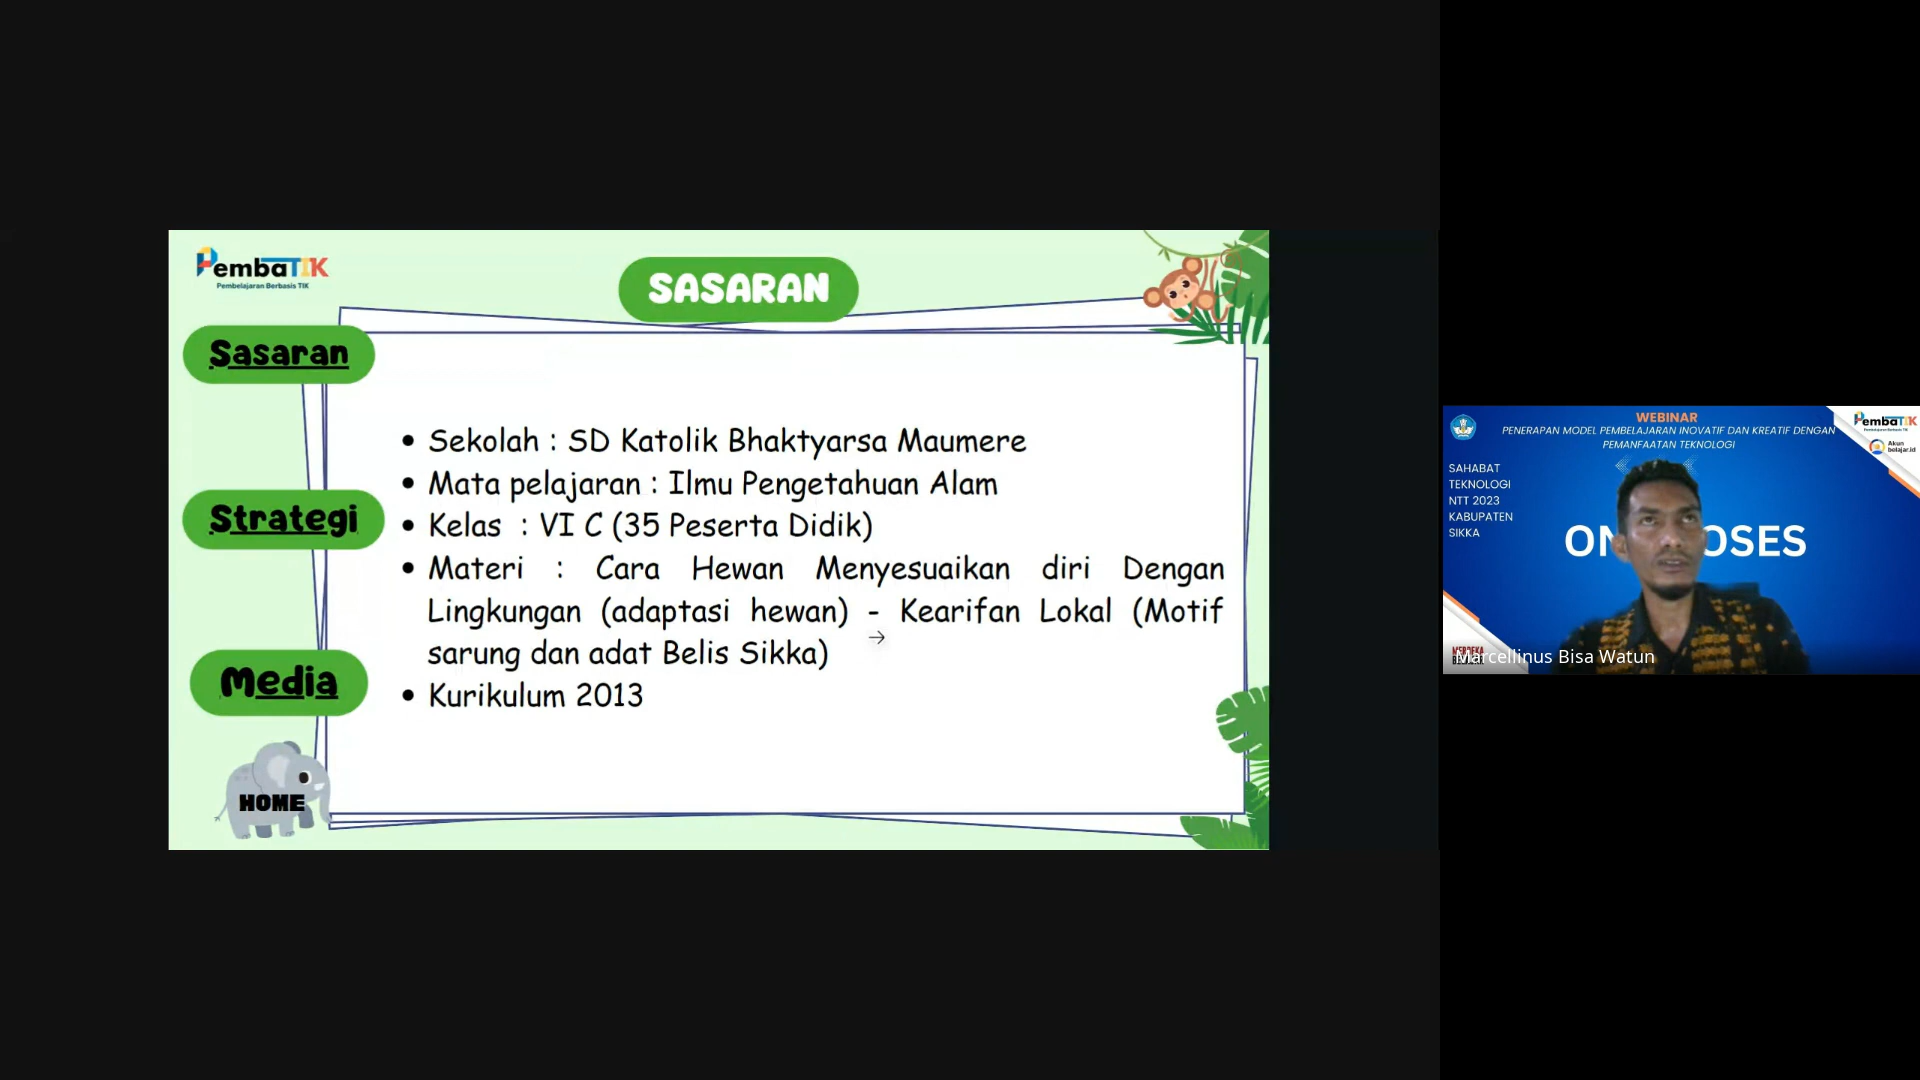 PembaTIK
Pembelajaran Berbasis TIK
SASARAN
Sasaran
Strategi
Media
HOME
• Sekolah : SD Katolik Bhaktyarsa Maumere
• Mata pelajaran : Ilmu Pengetahuan Alam
• Kelas : VI C (35 Peserta Didik)
• Materi : Cara Hewan Menyesuaikan diri Dengan
Lingkungan (adaptasi hewan) - Kearifan Lokal (Motif
sarung dan adat Belis Sikka)
• Kurikulum 2013
WEBINAR
PENERAPAN MODEL PEMBELAJARAN INOVATIF DAN KREATIF DENGAN
PEMANFAATAN TEKNOLOGI
PembaTIK
Akun
belajar.id
SAHABAT
TEKNOLOGI
NTT 2023
KABUPATEN
SIKKA
Marcellinus Bisa Watun